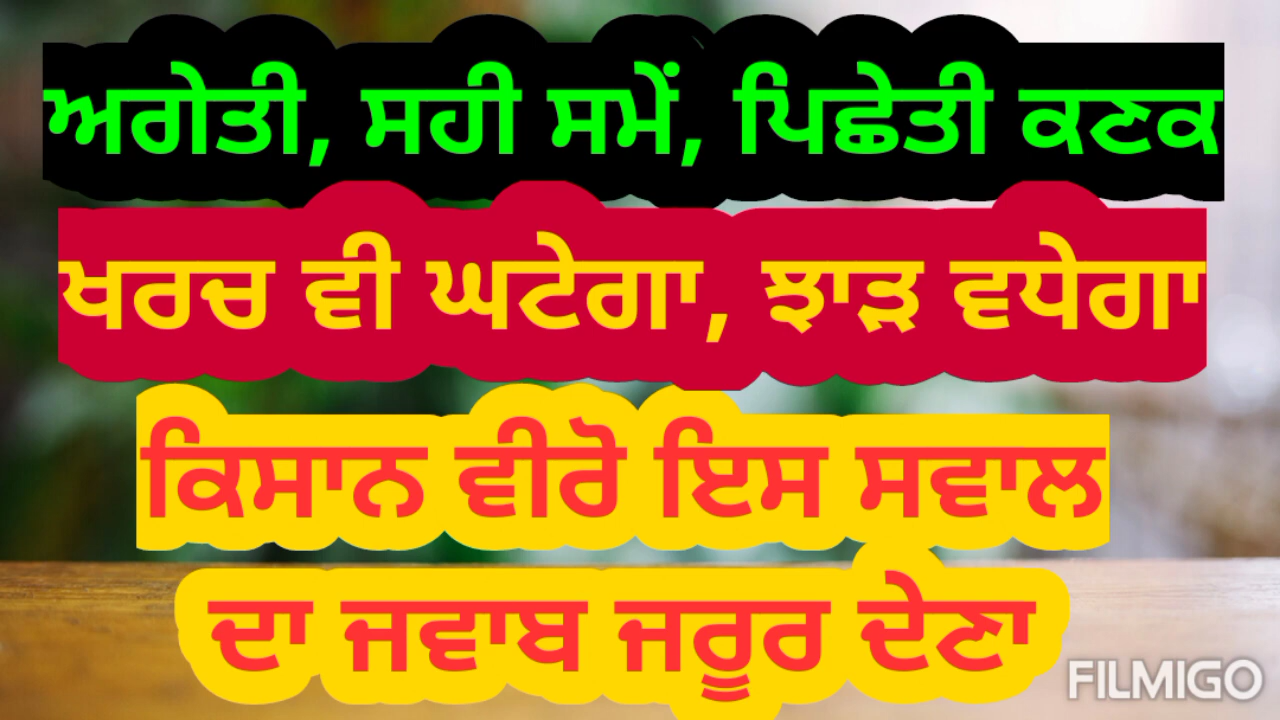 ਅਗੇਤੀ, ਸਹੀ ਸਮੇਂ, ਪਿਛੇਤੀ ਕਣਕ
ਖਰਚ ਵੀ ਘਟੇਗਾ, ਝਾੜ ਵਧੇਗਾ
ਕਿਸਾਨ ਵੀਰੋ ਇਸ ਸਵਾਲ
ਦਾ ਜਵਾਬ ਜਰੂਰ ਦੇਣਾ
FILMIGO